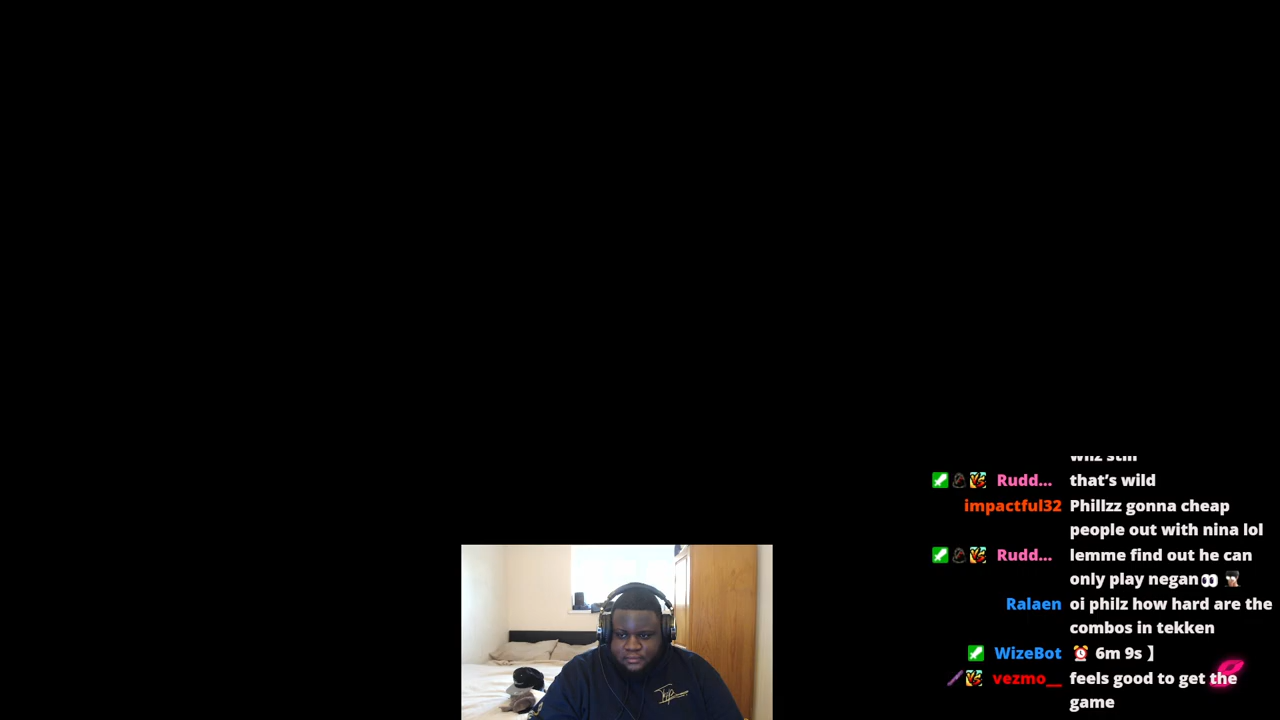 that's wild
Rudd...
impactful32
Phillzz gonna cheap
people out with nina lol
Rudd...
lemme find out he can
only play negan
Ralaen
oi philz how hard are the
combos in tekken
WizeBot
6m 9s 】
vezmo__
feels good to get the
game